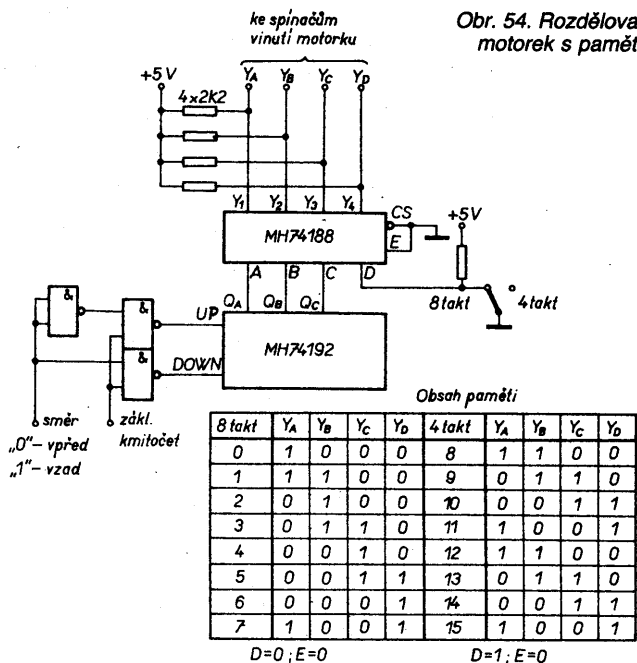 ke spínačům
vinutí motorku
Obr. 54. Rozdělova
motorek s pamět
+5V
Y_A Y_B Y_C Y_D
4×2k2
Y_1 Y_2 Y_3 Y_4
MH74188
CS
E
+5V
A B C D
8 takt
4 takt
Q_A Q_B Q_C
&
&
&
UP
DOWN
MH74192
směr
„0"– vpřed
„1"– vzad
zákl.
kmitočet
Obsah paměti
8 takt Y_A Y_B Y_C Y_D 4 takt Y_A Y_B Y_C Y_D
0 1 0 0 0 8 1 1 0 0
1 1 1 0 0 9 0 1 1 0
2 0 1 0 0 10 0 0 1 1
3 0 1 1 0 11 1 0 0 1
4 0 0 1 0 12 1 1 0 0
5 0 0 1 1 13 0 1 1 0
6 0 0 0 1 14 0 0 1 1
7 1 0 0 1 15 1 0 0 1
D=0 ; E=0
D=1 ; E=0